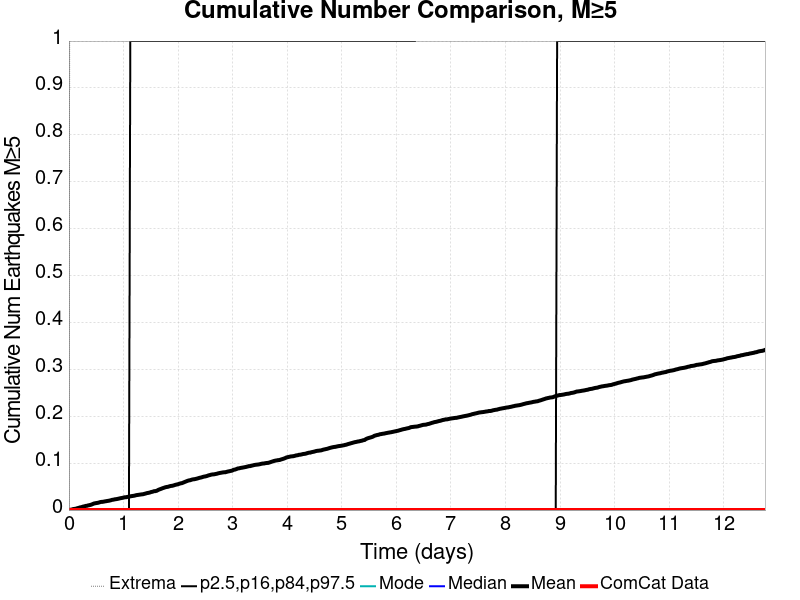 Cumulative Number Comparison, M≥5
Cumulative Num Earthquakes M≥5
1
0.9
0.8
0.7
0.6
0.5
0.4
0.3
0.2
0.1
0
0 1 2 3 4 5 6 7 8 9 10 11 12
Time (days)
Extrema p2.5,p16,p84,p97.5 Mode Median Mean ComCat Data